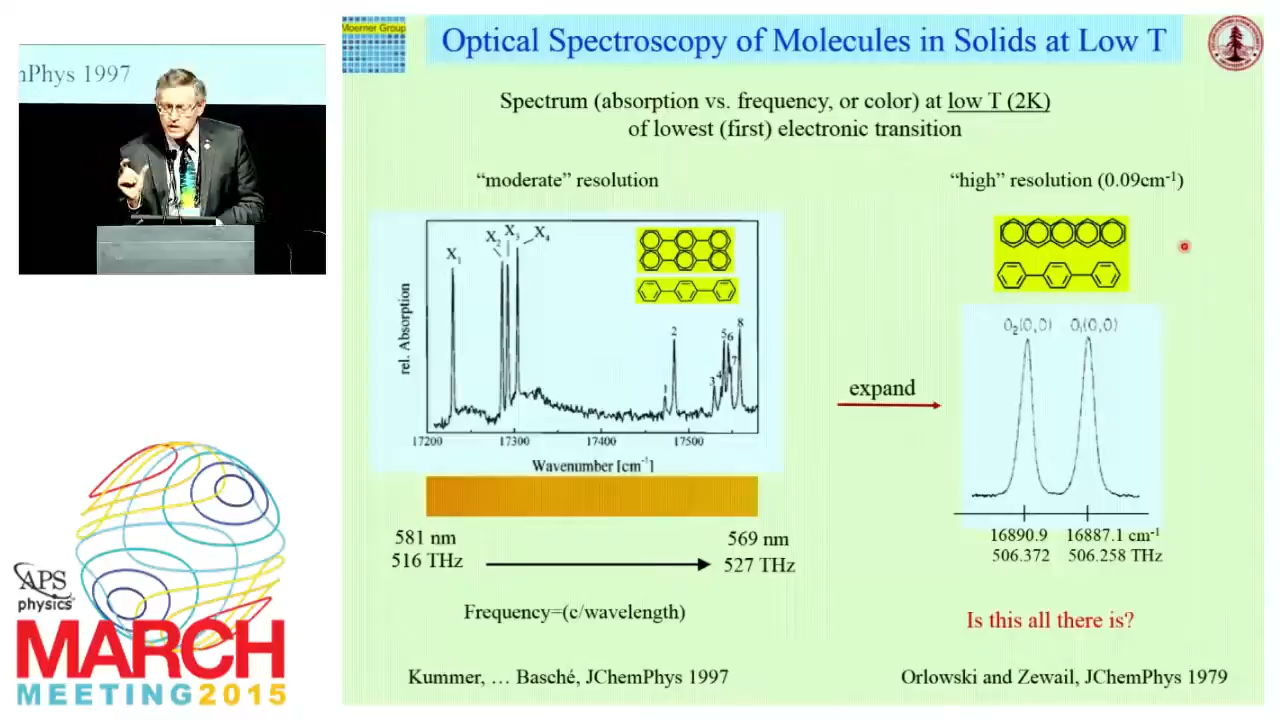 hPhys 1997
Moerner Group
Optical Spectroscopy of Molecules in Solids at Low T
Spectrum (absorption vs. frequency, or color) at low T (2K)
of lowest (first) electronic transition
“moderate” resolution
“high” resolution (0.09cm-1)
X1
X2
X3
X4
rel. Absorption
1
2
3
4
5
6
7
8
17200
17300
17400
17500
Wavenumber [cm-1]
581 nm
516 THz
569 nm
527 THz
Frequency=(c/wavelength)
Kummer, … Basché, JChemPhys 1997
expand
O2(0,0)
O1(0,0)
16890.9
16887.1 cm-1
506.372
506.258 THz
Is this all there is?
Orlowski and Zewail, JChemPhys 1979
APS
physics
MARCH
MEETING2015